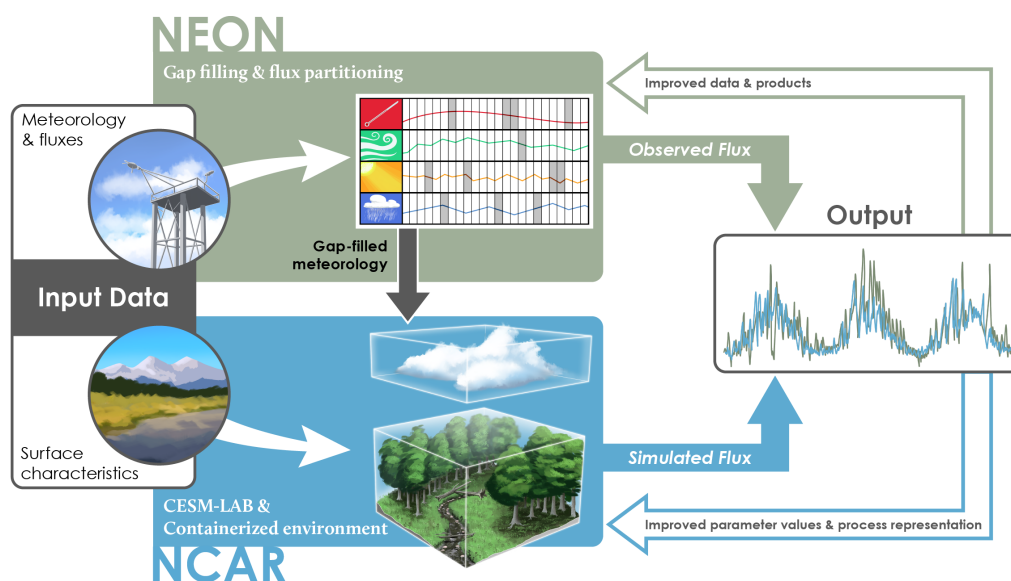 NEON
Gap filling & flux partitioning
Meteorology
& fluxes
Improved data & products
Observed Flux
Output
Gap-filled
meteorology
Input Data
Surface
characteristics
Simulated Flux
CESM-LAB &
Containerized environment
Improved parameter values & process representation
NCAR